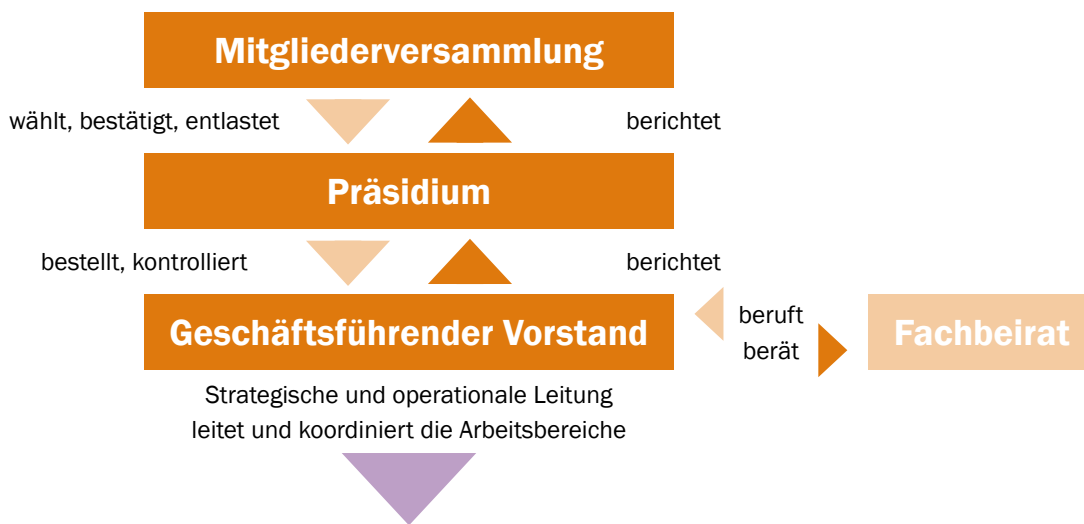 Mitgliederversammlung
wählt, bestätigt, entlastet
berichtet
Präsidium
bestellt, kontrolliert
berichtet
Geschäftsführender Vorstand
beruft
berät
Fachbeirat
Strategische und operationale Leitung
leitet und koordiniert die Arbeitsbereiche